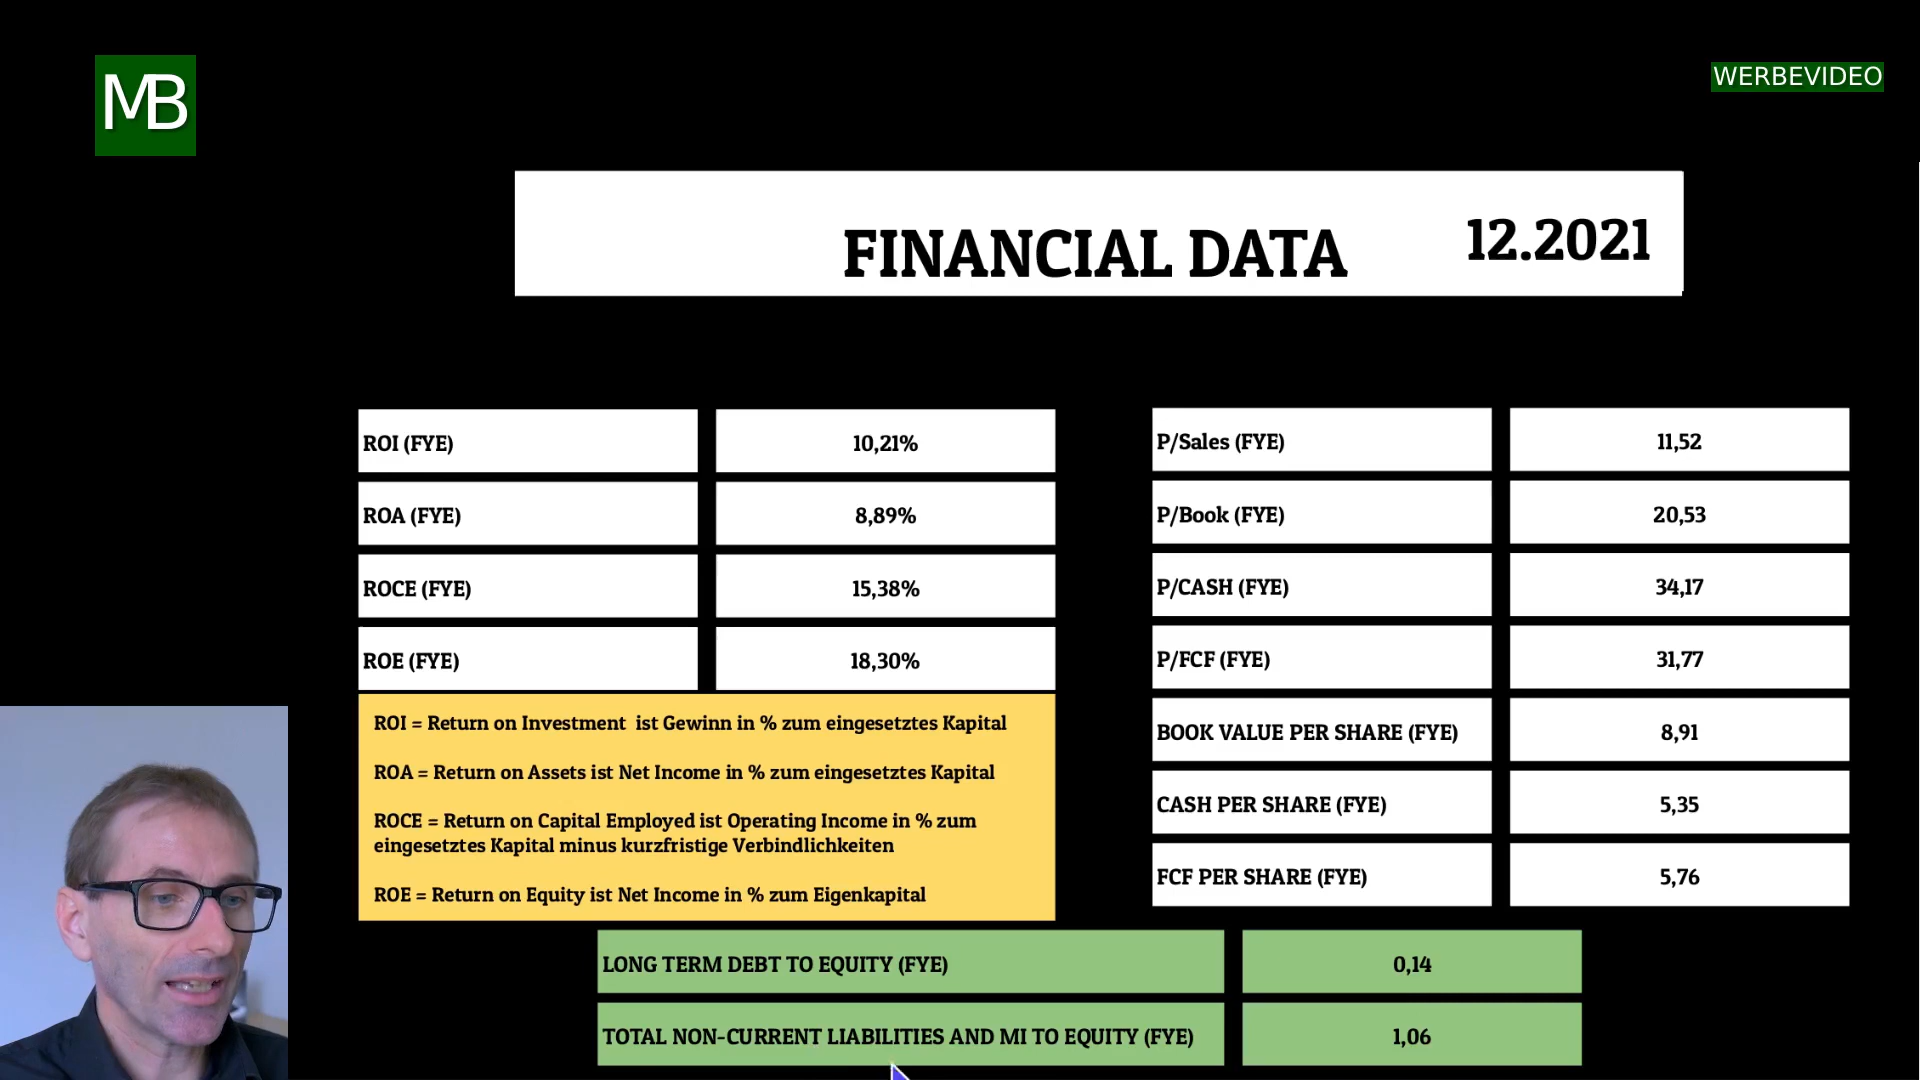 MB
WERBEVIDEO
FINANCIAL DATA
12.2021
ROI (FYE) 10,21%
ROA (FYE) 8,89%
ROCE (FYE) 15,38%
ROE (FYE) 18,30%
ROI = Return on Investment ist Gewinn in % zum eingesetztes Kapital
ROA = Return on Assets ist Net Income in % zum eingesetztes Kapital
ROCE = Return on Capital Employed ist Operating Income in % zum
eingesetztes Kapital minus kurzfristige Verbindlichkeiten
ROE = Return on Equity ist Net Income in % zum Eigenkapital
P/Sales (FYE) 11,52
P/Book (FYE) 20,53
P/CASH (FYE) 34,17
P/FCF (FYE) 31,77
BOOK VALUE PER SHARE (FYE) 8,91
CASH PER SHARE (FYE) 5,35
FCF PER SHARE (FYE) 5,76
LONG TERM DEBT TO EQUITY (FYE) 0,14
TOTAL NON-CURRENT LIABILITIES AND MI TO EQUITY (FYE) 1,06